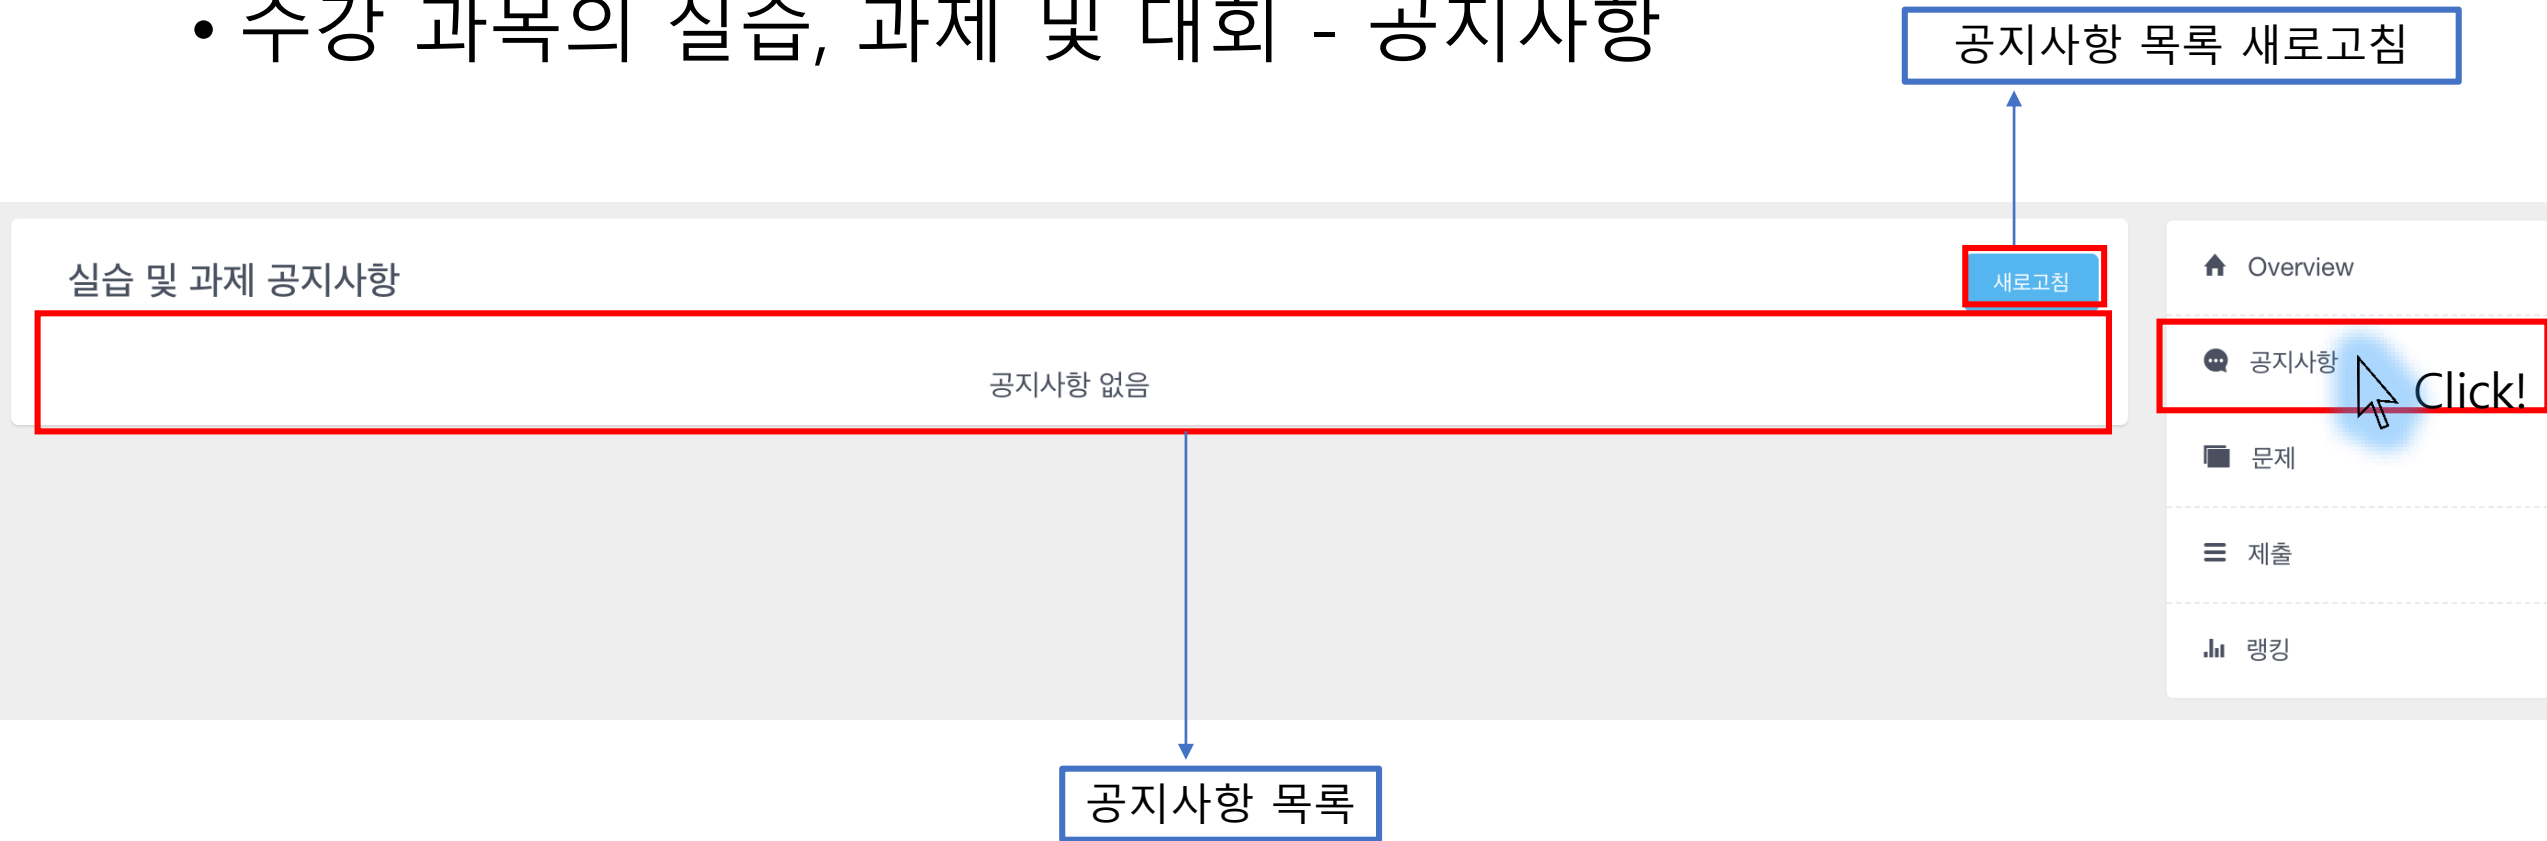 • 수강 과목의 실습, 과제 및 대회 - 공지사항
공지사항 목록 새로고침
실습 및 과제 공지사항
새로고침
공지사항 없음
Overview
공지사항
Click!
문제
제출
랭킹
공지사항 목록